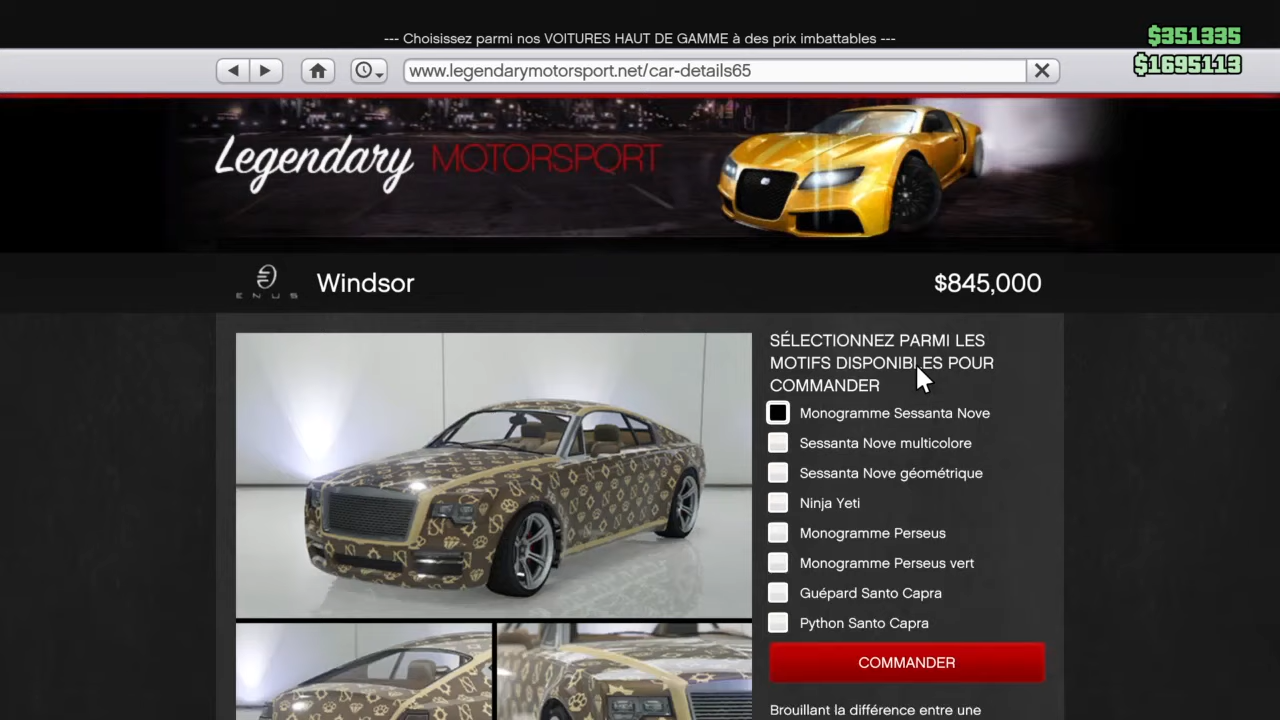 --- Choisissez parmi nos VOITURES HAUT DE GAMME à des prix imbattables ---
$351335
$1695113
www.legendarymotorsport.net/car-details65
Legendary MOTORSPORT
ENUS
Windsor
$845,000
SÉLECTIONNEZ PARMI LES
MOTIFS DISPONIBLES POUR
COMMANDER
Monogramme Sessanta Nove
Sessanta Nove multicolore
Sessanta Nove géométrique
Ninja Yeti
Monogramme Perseus
Monogramme Perseus vert
Guépard Santo Capra
Python Santo Capra
COMMANDER
Brouillant la différence entre une